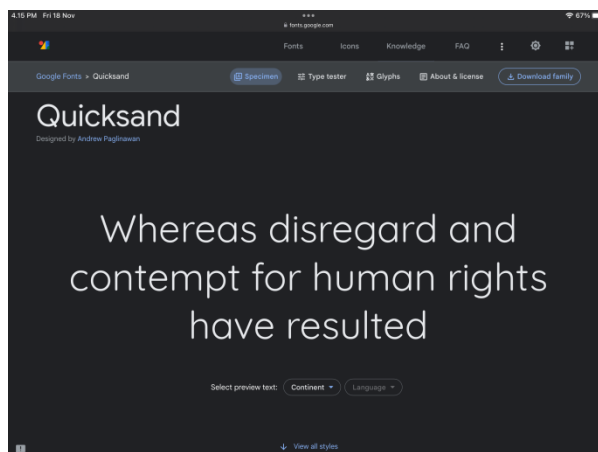 4.15 PM Fri 18 Nov
67%
fonts.google.com
Fonts Icons Knowledge FAQ
Google Fonts > Quicksand Specimen Type tester Glyphs About & license Download family
Quicksand
Designed by Andrew Paglinawan
Whereas disregard and
contempt for human rights
have resulted
Select preview text: Continent Language
View all styles